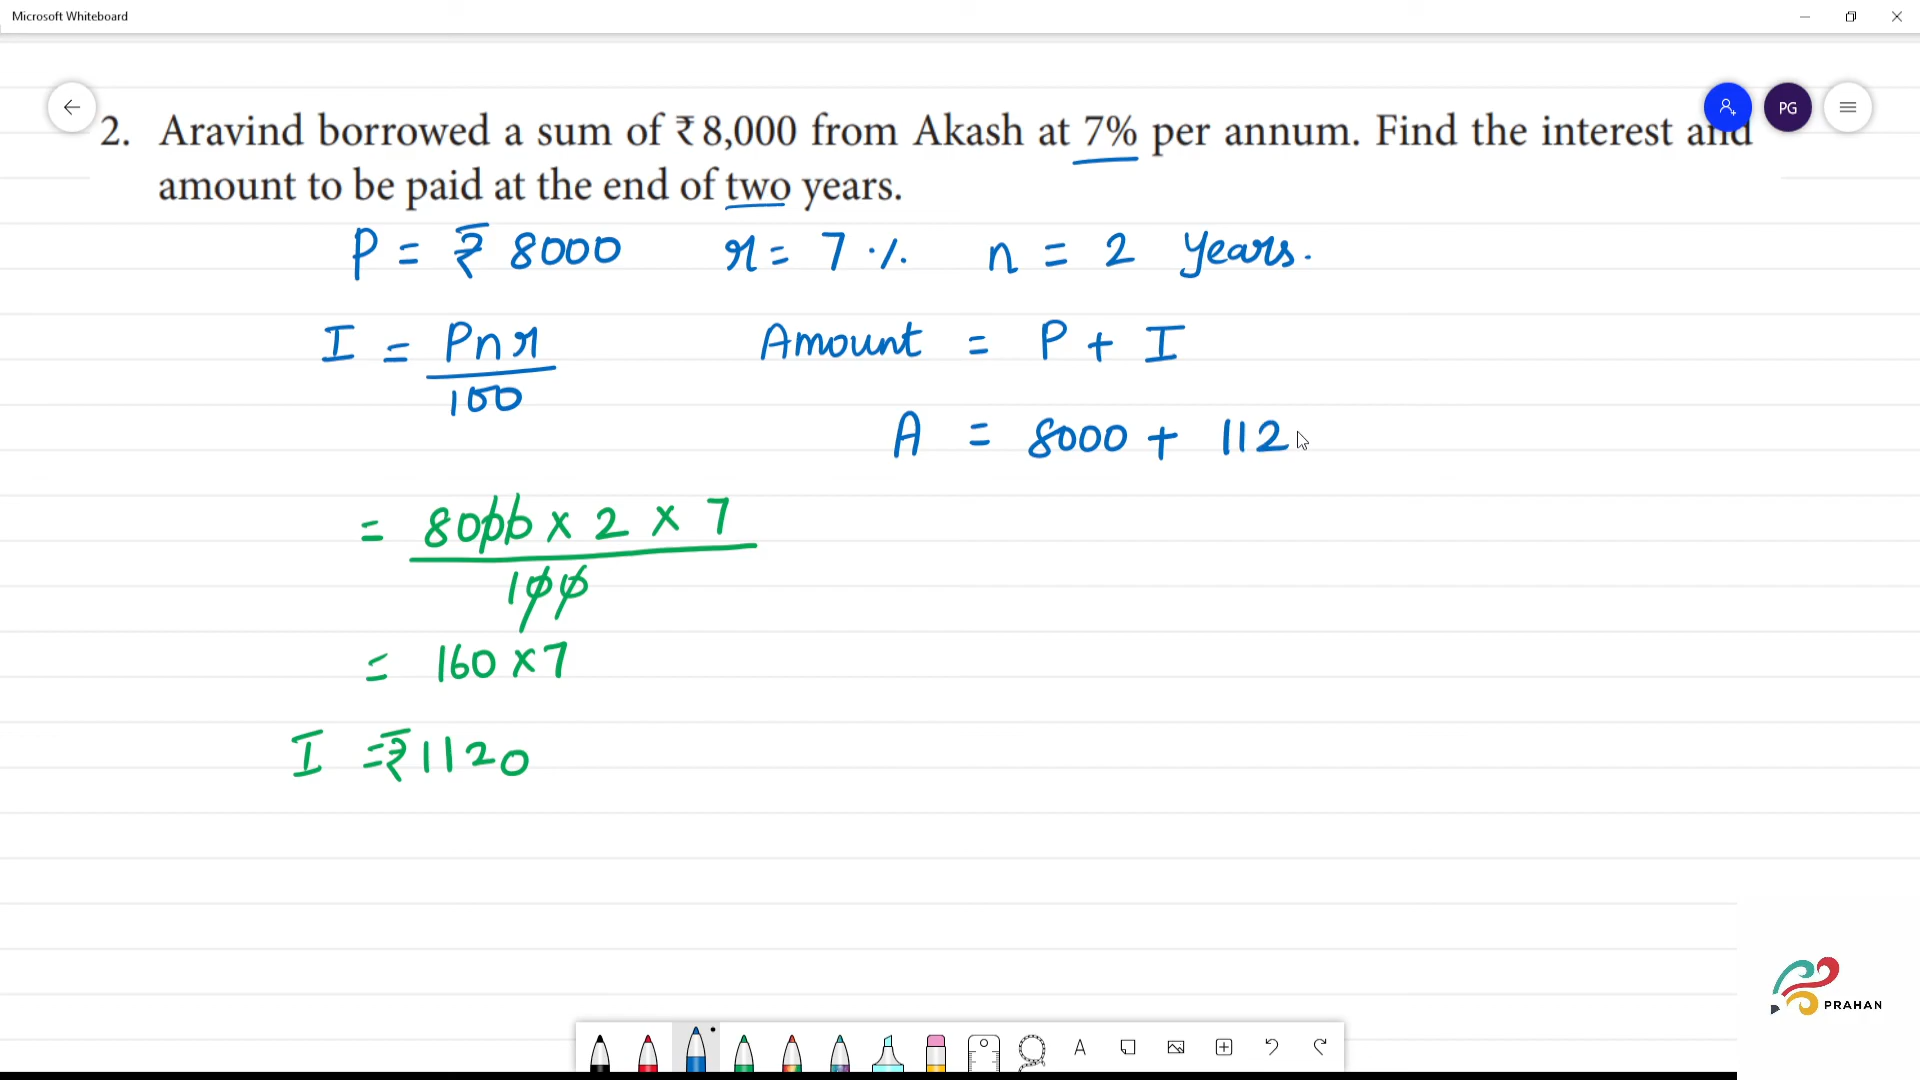 Microsoft Whiteboard
PG
2. Aravind borrowed a sum of ₹8,000 from Akash at 7% per annum. Find the interest and
amount to be paid at the end of two years.
P = ₹ 8000 r = 7 % n = 2 years.
I = Pnr/100 Amount = P + I
A = 8000 + 112
= 8000 x 2 x 7 / 100
= 160 x 7
I = ₹1120
PRAHAN
A